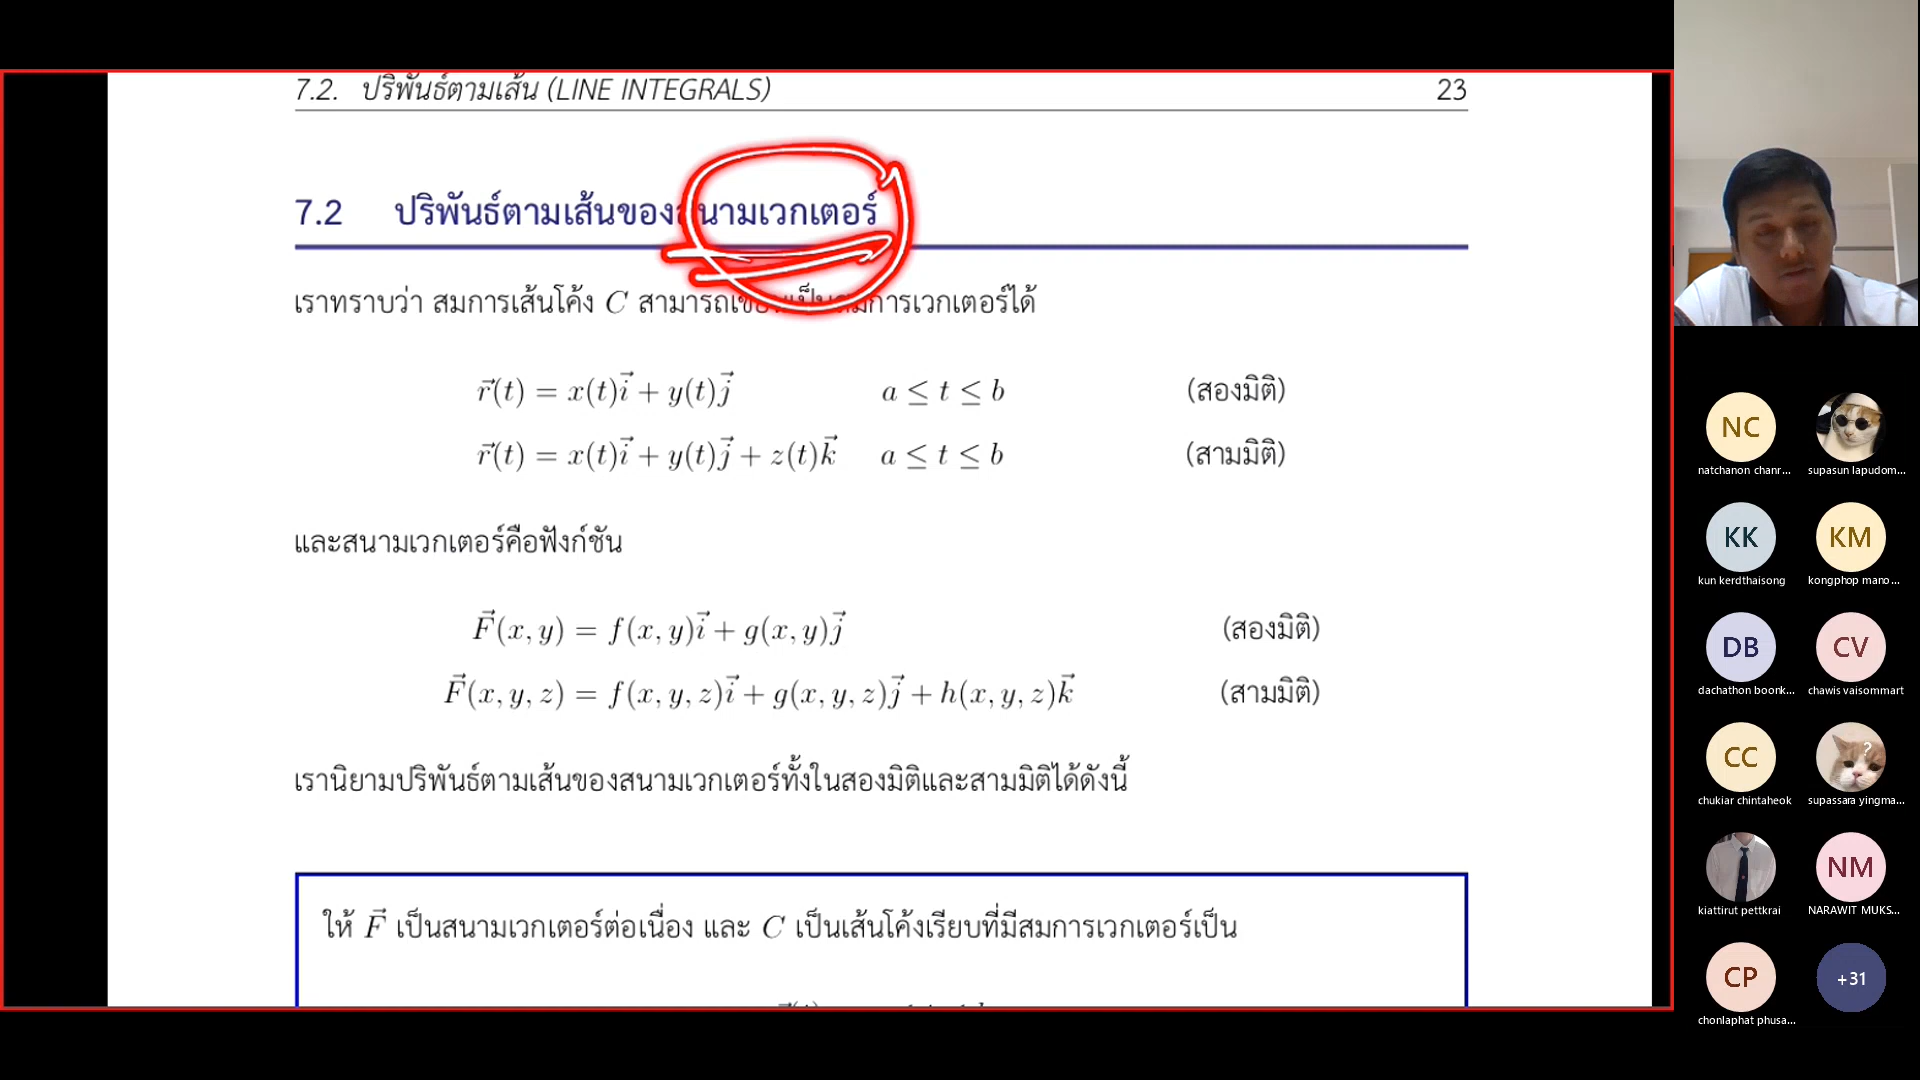 7.2. ปริพันธ์ตามเส้น (LINE INTEGRALS) 23
7.2 ปริพันธ์ตามเส้นของสนามเวกเตอร์
เราทราบว่า สมการเส้นโค้ง C สามารถเขียนเป็นสมการเวกเตอร์ได้
r⃗(t) = x(t)i⃗ + y(t)j⃗ a ≤ t ≤ b (สองมิติ)
r⃗(t) = x(t)i⃗ + y(t)j⃗ + z(t)k⃗ a ≤ t ≤ b (สามมิติ)
และสนามเวกเตอร์คือฟังก์ชัน
F⃗(x, y) = f(x, y)i⃗ + g(x, y)j⃗ (สองมิติ)
F⃗(x, y, z) = f(x, y, z)i⃗ + g(x, y, z)j⃗ + h(x, y, z)k⃗ (สามมิติ)
เรานิยามปริพันธ์ตามเส้นของสนามเวกเตอร์ทั้งในสองมิติและสามมิติได้ดังนี้
ให้ F⃗ เป็นสนามเวกเตอร์ต่อเนื่อง และ C เป็นเส้นโค้งเรียบที่มีสมการเวกเตอร์เป็น
NC
natchanon chanr...
supasun lapudom...
KK
KM
kun kerdthaisong
kongphop mano...
DB
CV
dachathon boonk...
chawis vaisommart
CC
?
chukiar chintaheok
supassara yingma...
NM
kiattirut pettkrai
NARAWIT MUKS...
CP
+31
chonlaphat phusa...